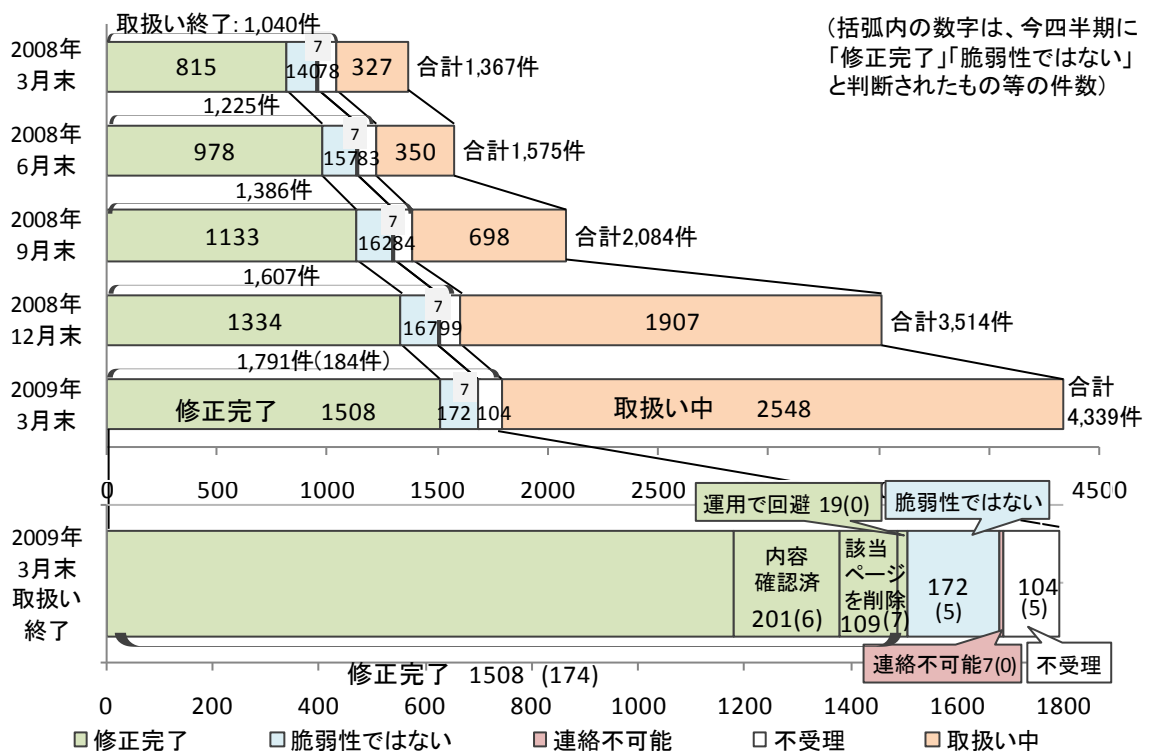 取扱い終了: 1,040件
(括弧内の数字は、今四半期に
「修正完了」「脆弱性ではない」
と判断されたもの等の件数)
2008年
3月末
815
140
7
78
327
合計1,367件
1,225件
2008年
6月末
978
157
7
83
350
合計1,575件
1,386件
2008年
9月末
1133
162
7
84
698
合計2,084件
1,607件
2008年
12月末
1334
167
7
99
1907
合計3,514件
1,791件(184件)
2009年
3月末
修正完了 1508
172
7
104
取扱い中 2548
合計
4,339件
0 500 1000 1500 2000 2500 4500
運用で回避 19(0)
脆弱性ではない
2009年
3月末
取扱い
終了
内容
確認済
201(6)
該当
ページ
を削除
109(7)
172
(5)
104
(5)
連絡不可能7(0)
不受理
修正完了 1508 (174)
0 200 400 600 800 1000 1200 1400 1600 1800
修正完了 脆弱性ではない 連絡不可能 不受理 取扱い中